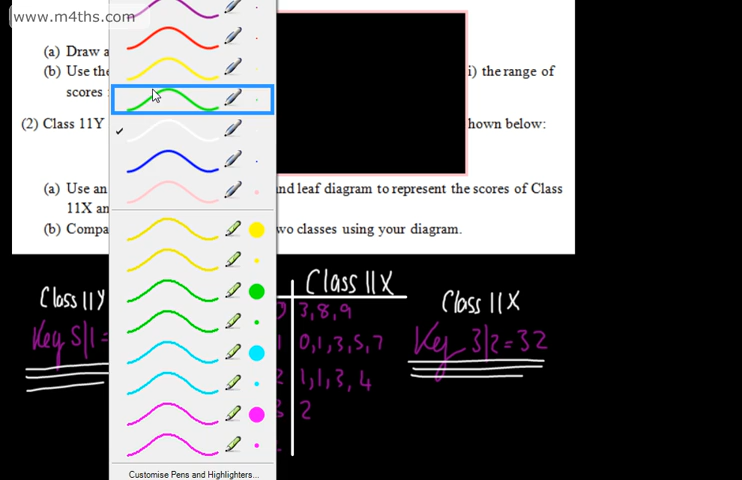 www.m4ths.com
(a) Draw a
(b) Use the
i) the range of
scores
(2) Class 11Y
hown below:
(a) Use an
nd leaf diagram to represent the scores of Class
11X an
(b) Compa
wo classes using your diagram.
Class 11Y
Class 11X
Class 11X
Key 5|1=
3,8,9
1 0,1,3,5,7
Key 3|2=32
2 1,1,3,4
3 2
Customise Pens and Highlighters...